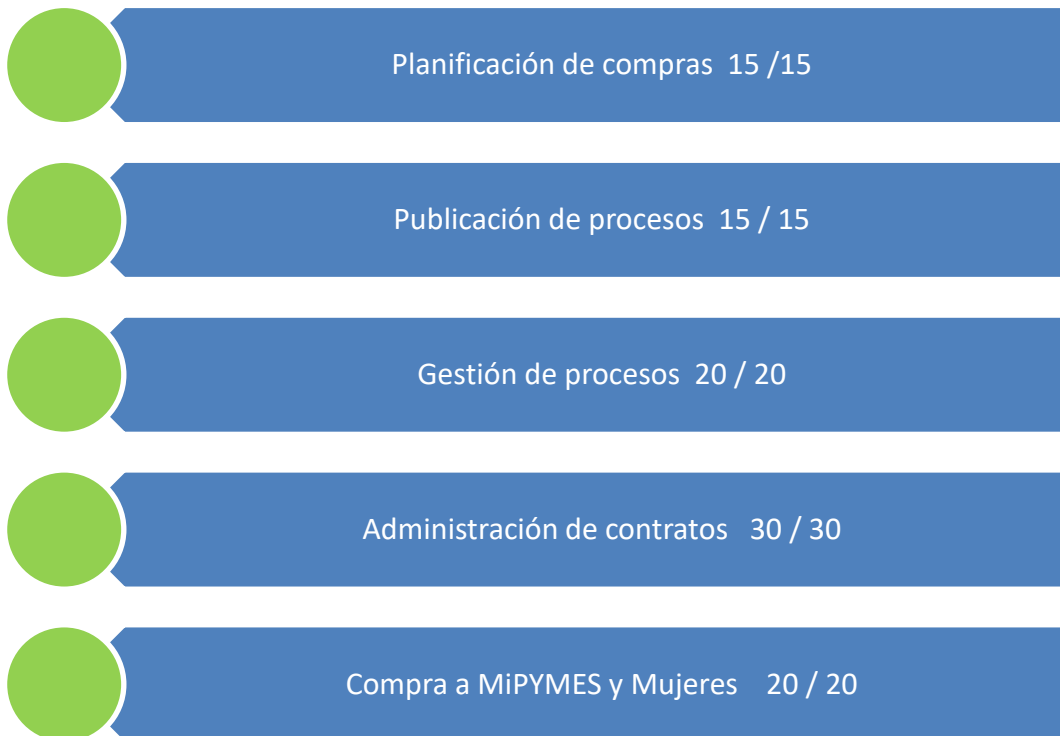 Planificación de compras 15 /15
Publicación de procesos 15 / 15
Gestión de procesos 20 / 20
Administración de contratos 30 / 30
Compra a MiPYMES y Mujeres 20 / 20